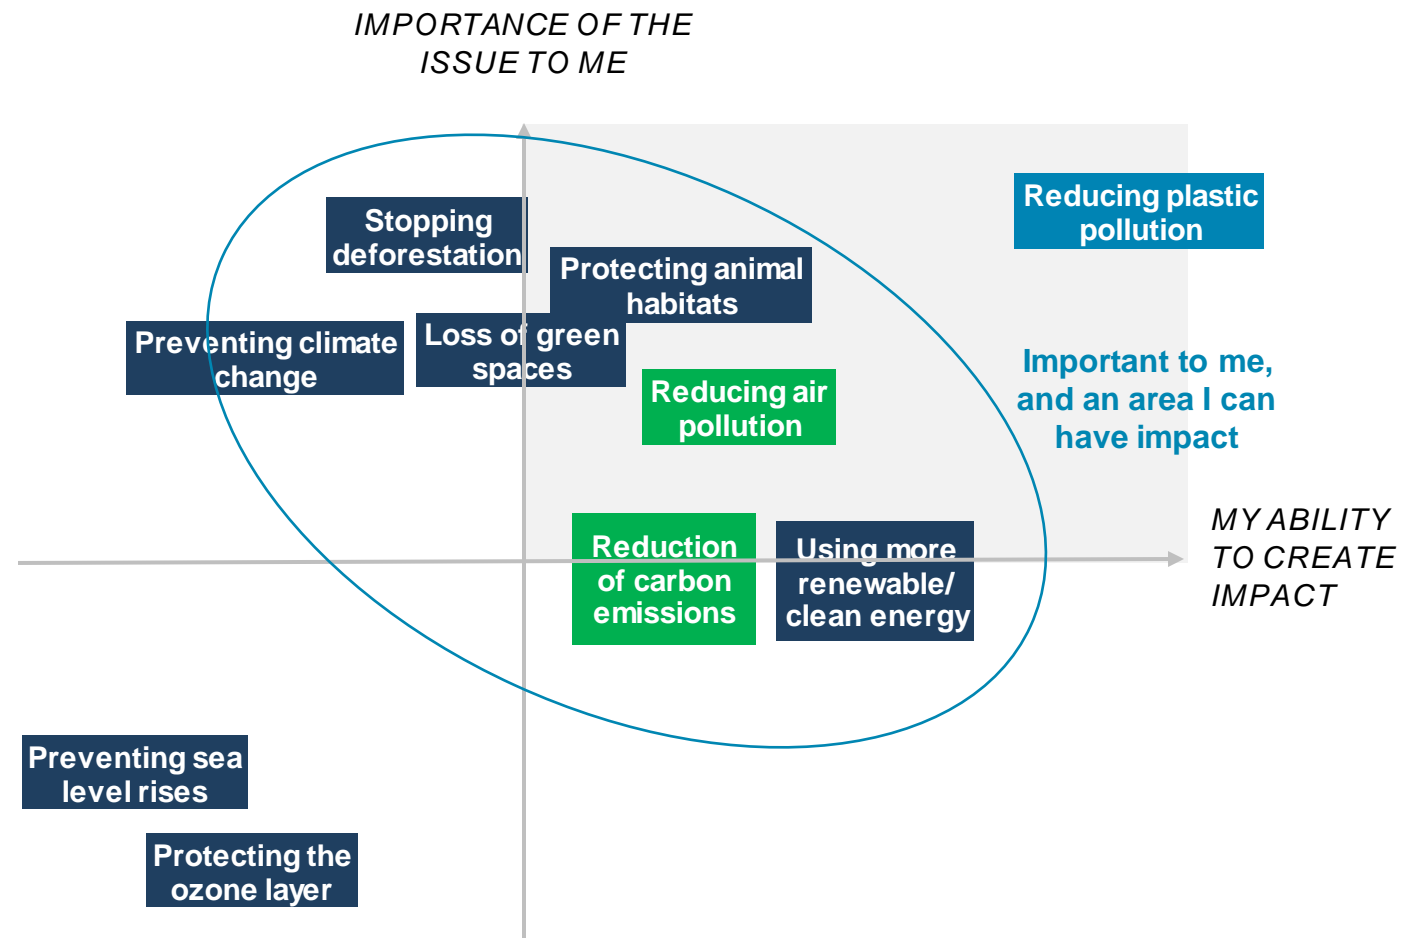 IMPORTANCE OF THE
ISSUE TO ME
Reducing plastic
pollution
Stopping
deforestation
Protecting animal
habitats
Preventing climate
change
Loss of green
spaces
Reducing air
pollution
Important to me,
and an area I can
have impact
MY ABILITY
TO CREATE
IMPACT
Reduction
of carbon
emissions
Using more
renewable/
clean energy
Preventing sea
level rises
Protecting the
ozone layer